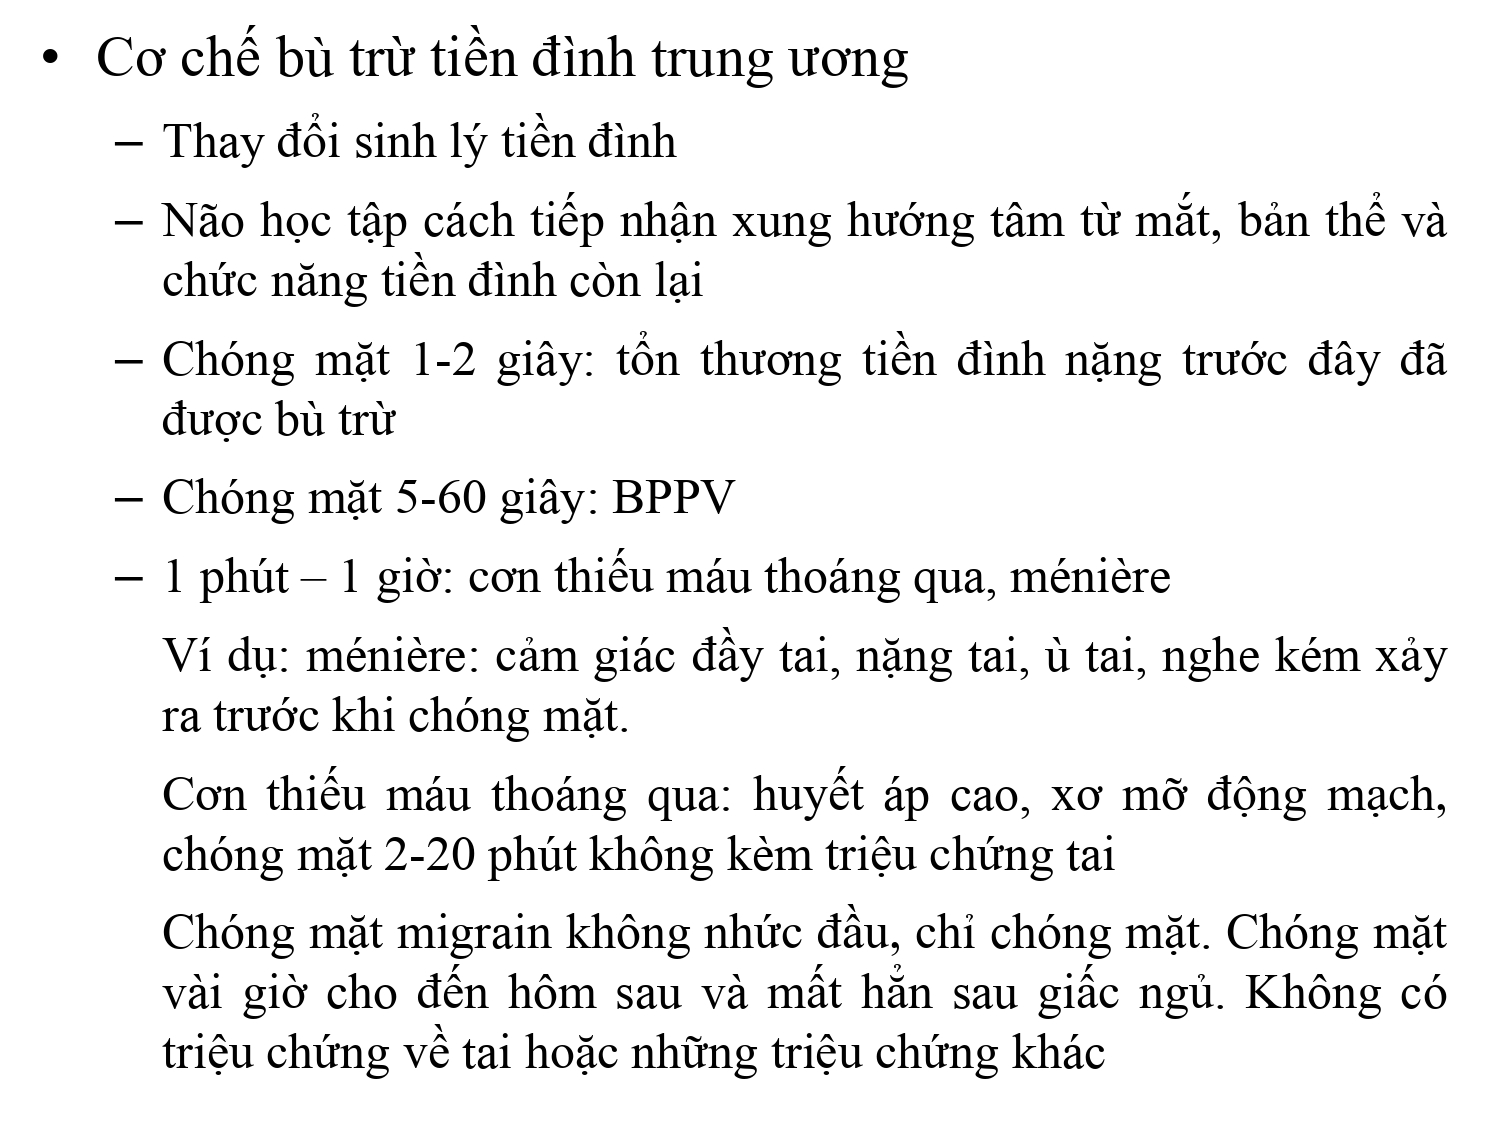 • Cơ chế bù trừ tiền đình trung ương
– Thay đổi sinh lý tiền đình
– Não học tập cách tiếp nhận xung hướng tâm từ mắt, bản thể và
chức năng tiền đình còn lại
– Chóng mặt 1-2 giây: tổn thương tiền đình nặng trước đây đã
được bù trừ
– Chóng mặt 5-60 giây: BPPV
– 1 phút – 1 giờ: cơn thiếu máu thoáng qua, ménière
Ví dụ: ménière: cảm giác đầy tai, nặng tai, ù tai, nghe kém xảy
ra trước khi chóng mặt.
Cơn thiếu máu thoáng qua: huyết áp cao, xơ mỡ động mạch,
chóng mặt 2-20 phút không kèm triệu chứng tai
Chóng mặt migrain không nhức đầu, chỉ chóng mặt. Chóng mặt
vài giờ cho đến hôm sau và mất hẳn sau giấc ngủ. Không có
triệu chứng về tai hoặc những triệu chứng khác